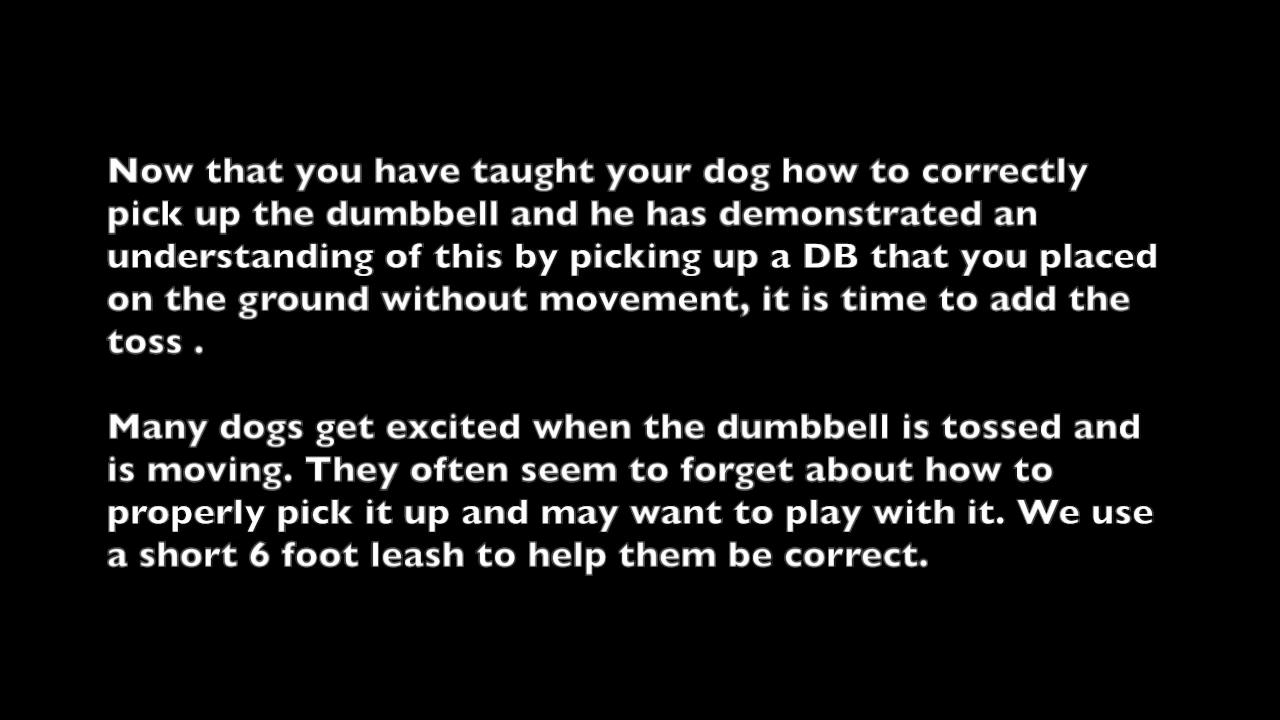 Now that you have taught your dog how to correctly
pick up the dumbbell and he has demonstrated an
understanding of this by picking up a DB that you placed
on the ground without movement, it is time to add the
toss .
Many dogs get excited when the dumbbell is tossed and
is moving. They often seem to forget about how to
properly pick it up and may want to play with it. We use
a short 6 foot leash to help them be correct.